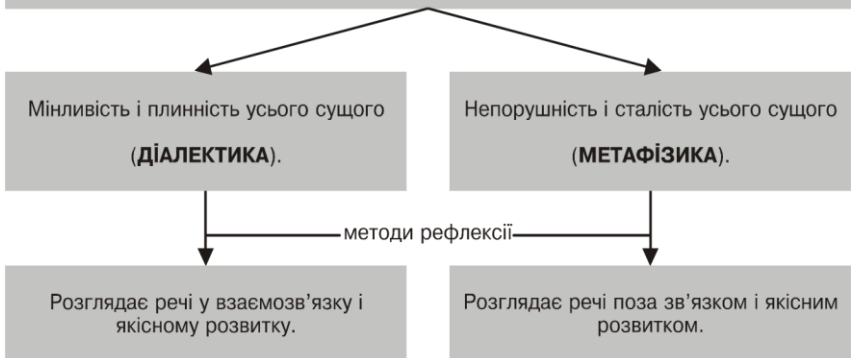 Мінливість і плинність усього сущого
(ДІАЛЕКТИКА).
Непорушність і сталість усього сущого
(МЕТАФІЗИКА).
методи рефлексії
Розглядає речі у взаємозв'язку і
якісному розвитку.
Розглядає речі поза зв'язком і якісним
розвитком.